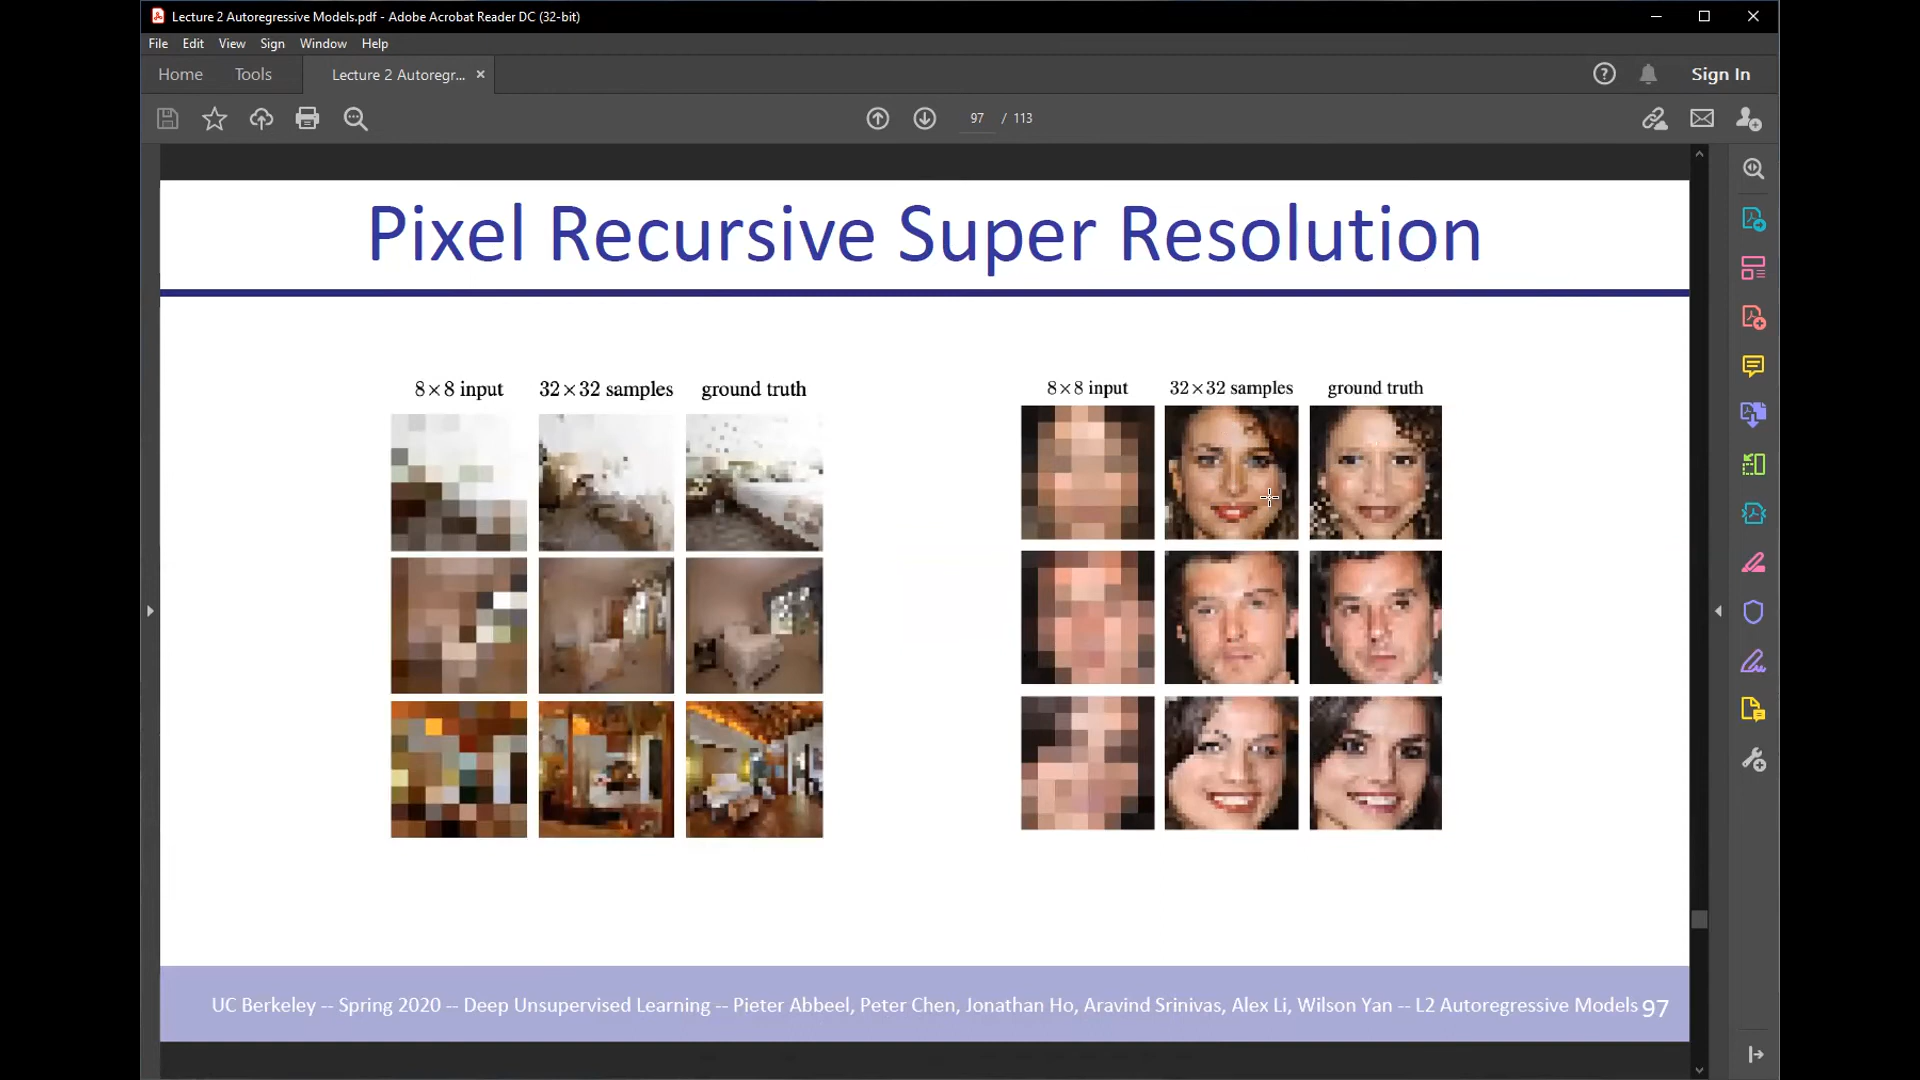 Lecture 2 Autoregressive Models.pdf - Adobe Acrobat Reader DC (32-bit)
File Edit View Sign Window Help
Home Tools Lecture 2 Autoregr... × Sign In
97 / 113
Pixel Recursive Super Resolution
8×8 input 32×32 samples ground truth
8×8 input 32×32 samples ground truth
UC Berkeley -- Spring 2020 -- Deep Unsupervised Learning -- Pieter Abbeel, Peter Chen, Jonathan Ho, Aravind Srinivas, Alex Li, Wilson Yan -- L2 Autoregressive Models 97